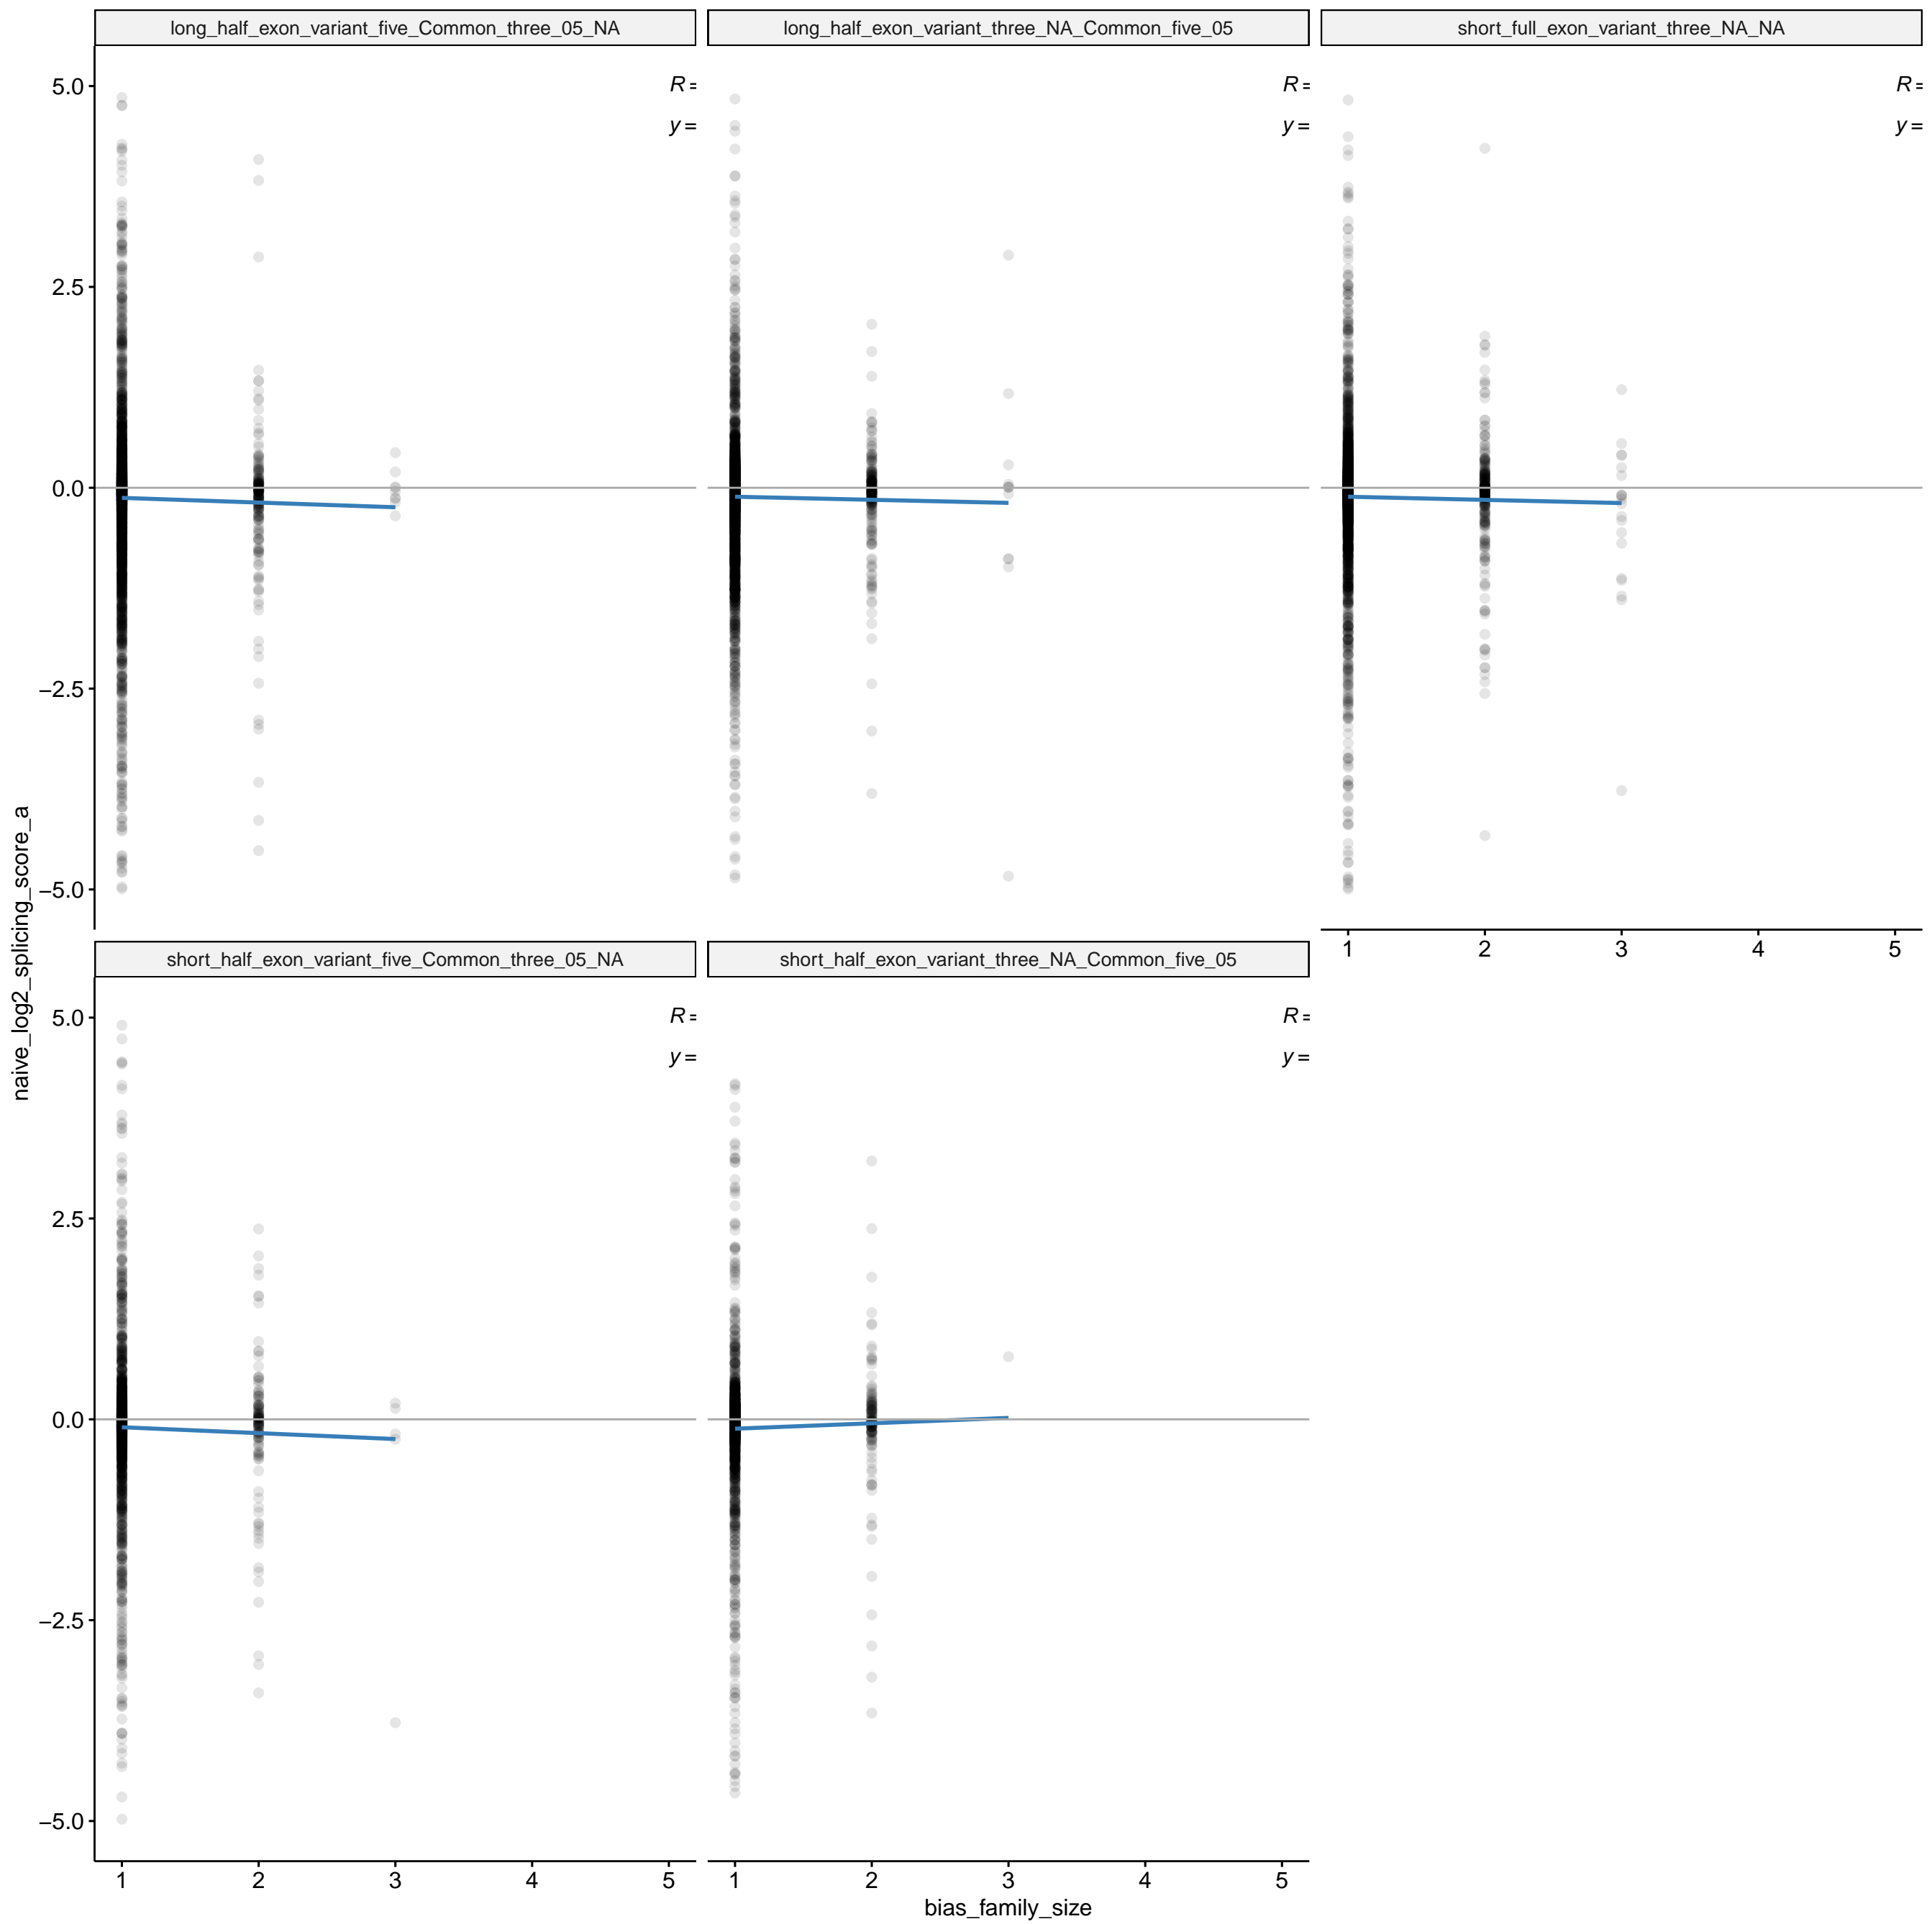 long_half_exon_variant_five_Common_three_05_NA
long_half_exon_variant_three_NA_Common_five_05
short_full_exon_variant_three_NA_NA
R =
y =
R =
y =
R =
y =
5.0
2.5
0.0
−2.5
−5.0
1 2 3 4 5
short_half_exon_variant_five_Common_three_05_NA
short_half_exon_variant_three_NA_Common_five_05
R =
y =
R =
y =
5.0
2.5
0.0
−2.5
−5.0
1 2 3 4 5
1 2 3 4 5
naive_log2_splicing_score_a
bias_family_size